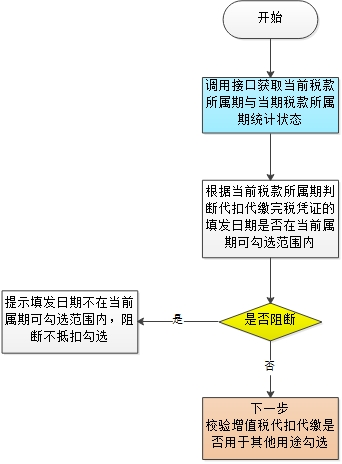 开始
调用接口获取当前税款
所属期与当期税款所属
期统计状态
根据当前税款所属期判
断代扣代缴完税凭证的
填发日期是否在当前属
期可勾选范围内
是否阻断
是
提示填发日期不在当前
属期可勾选范围内，阻
断不抵扣勾选
否
下一步
校验增值税代扣代缴是
否用于其他用途勾选